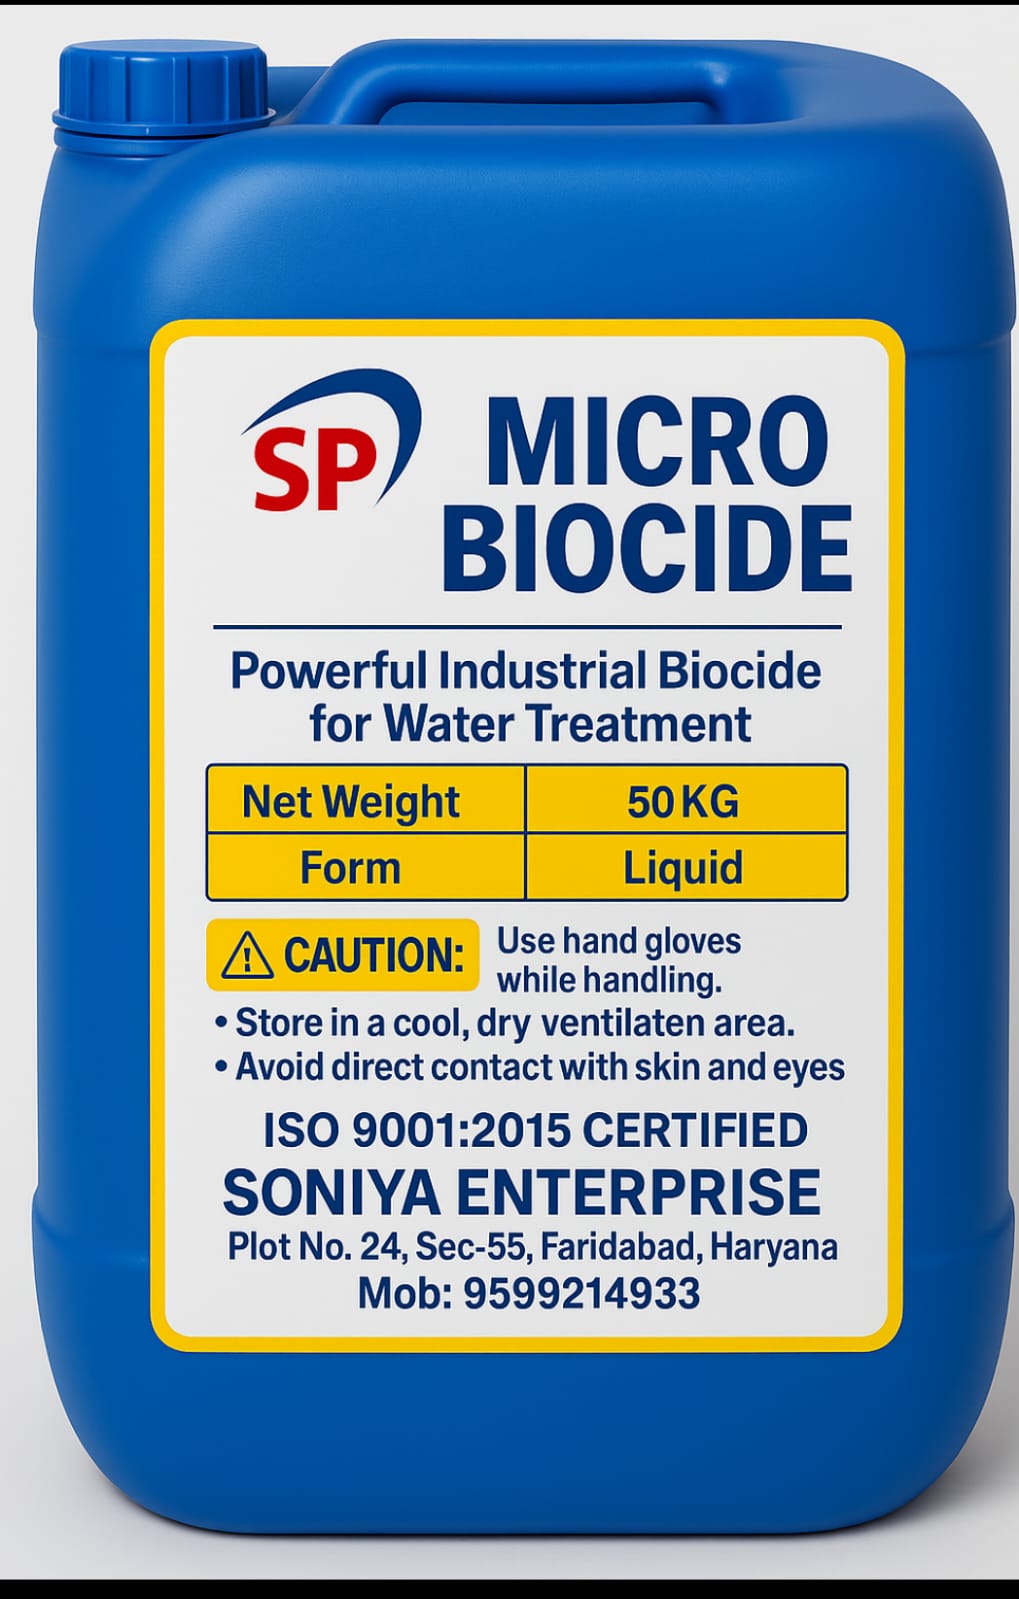 SP
MICRO
BIOCIDE
Powerful Industrial Biocide
for Water Treatment
Net Weight 50 KG
Form Liquid
⚠ CAUTION: Use hand gloves
while handling.
• Store in a cool, dry ventilaten area.
• Avoid direct contact with skin and eyes
ISO 9001:2015 CERTIFIED
SONIYA ENTERPRISE
Plot No. 24, Sec-55, Faridabad, Haryana
Mob: 9599214933